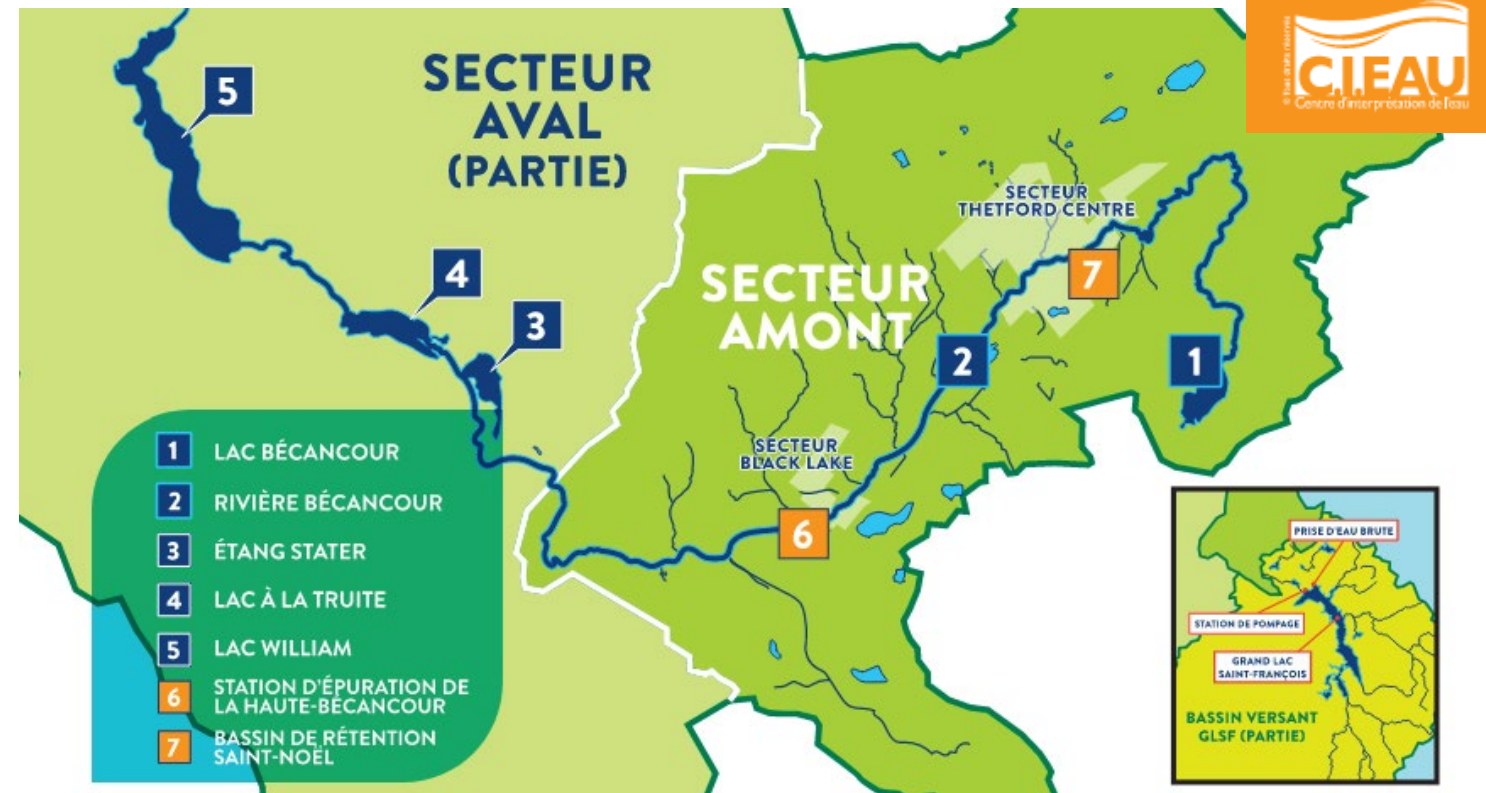 © Tous droits réservés
C.I.EAU
Centre d'interprétation de l'eau
SECTEUR
AVAL
(PARTIE)
5
4
3
SECTEUR
THETFORD CENTRE
7
SECTEUR
AMONT
2
1
SECTEUR
BLACK LAKE
6
1 LAC BÉCANCOUR
2 RIVIÈRE BÉCANCOUR
3 ÉTANG STATER
4 LAC À LA TRUITE
5 LAC WILLIAM
6 STATION D'ÉPURATION DE
LA HAUTE-BÉCANCOUR
7 BASSIN DE RÉTENTION
SAINT-NOËL
PRISE D'EAU BRUTE
STATION DE POMPAGE
GRAND LAC
SAINT-FRANÇOIS
BASSIN VERSANT
GLSF (PARTIE)